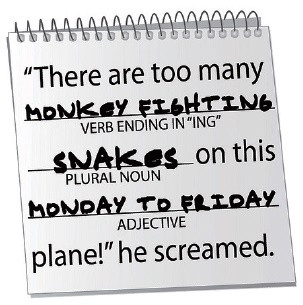 “There are too many
MONKEY FIGHTING
VERB ENDING IN “ING”
SNAKES on this
PLURAL NOUN
MONDAY TO FRIDAY
ADJECTIVE
plane!” he screamed.